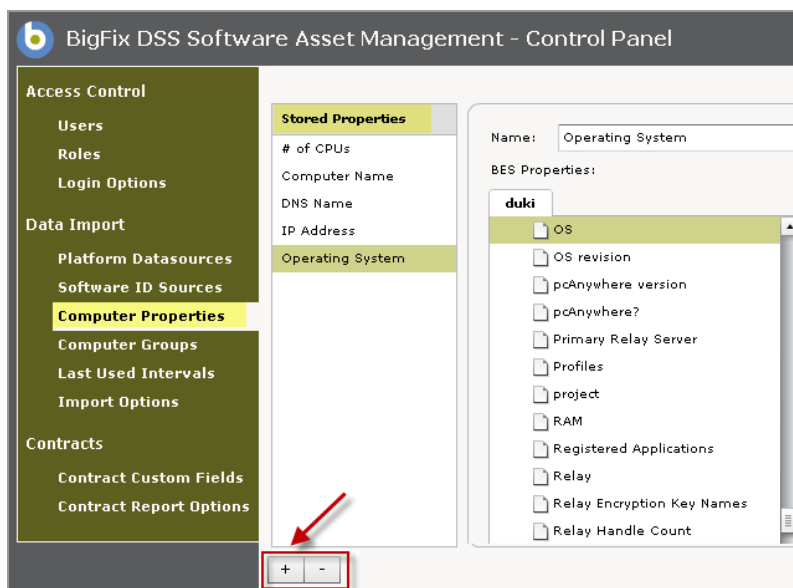 BigFix DSS Software Asset Management - Control Panel
Access Control
Users
Roles
Login Options
Data Import
Platform Datasources
Software ID Sources
Computer Properties
Computer Groups
Last Used Intervals
Import Options
Contracts
Contract Custom Fields
Contract Report Options
Stored Properties
# of CPUs
Computer Name
DNS Name
IP Address
Operating System
+ -
Name: Operating System
BES Properties:
duki
OS
OS revision
pcAnywhere version
pcAnywhere?
Primary Relay Server
Profiles
project
RAM
Registered Applications
Relay
Relay Encryption Key Names
Relay Handle Count